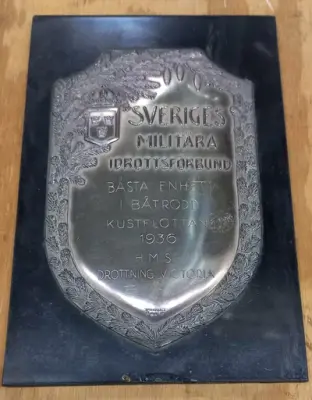 SVERIGES
MILITÄRA
IDROTTSFÖRBUND
BÄSTA ENHET
I BÅTRODD
KUSTFLOTTAN
1936
H.M.S.
DROTTNING VICTORIA